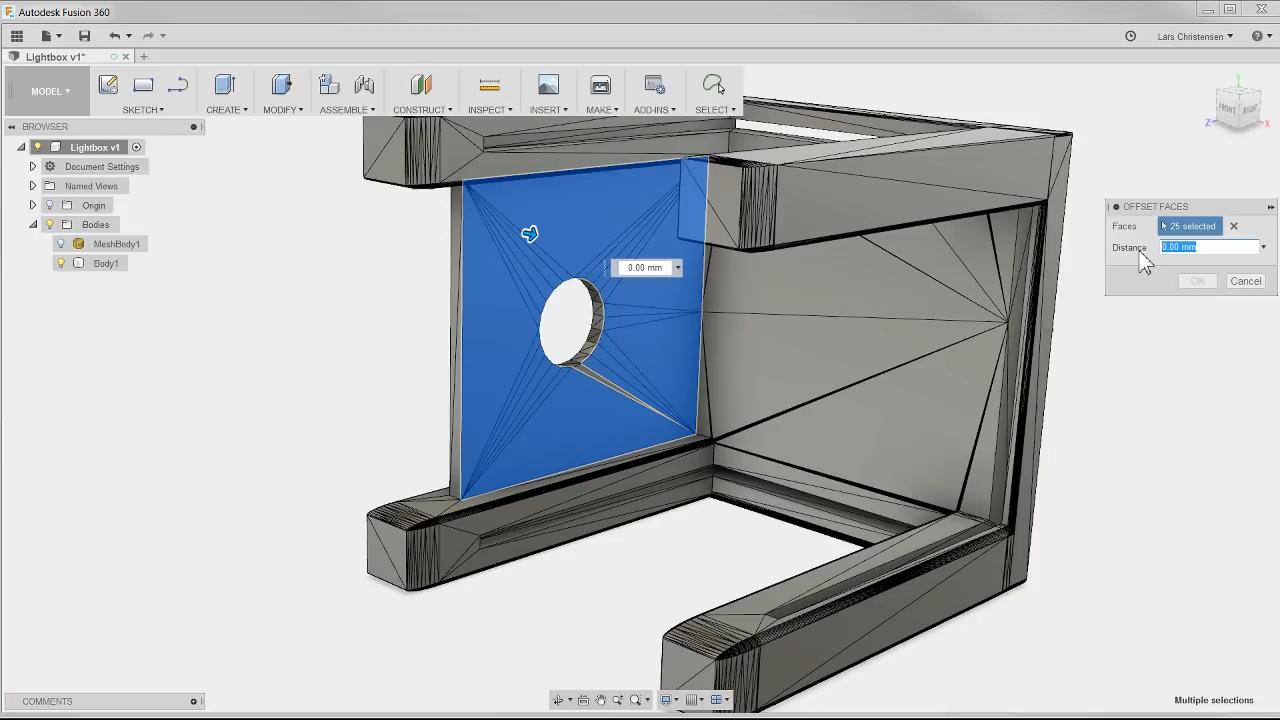 Autodesk Fusion 360
Lars Christensen
Lightbox v1*
MODEL
SKETCH
CREATE
MODIFY
ASSEMBLE
CONSTRUCT
INSPECT
INSERT
MAKE
ADD-INS
SELECT
BROWSER
Lightbox v1
Document Settings
Named Views
Origin
Bodies
MeshBody1
Body1
FRONT
RIGHT
Z
X
OFFSET FACES
Faces
25 selected
Distance
0.00 mm
OK
Cancel
0.00 mm
COMMENTS
Multiple selections